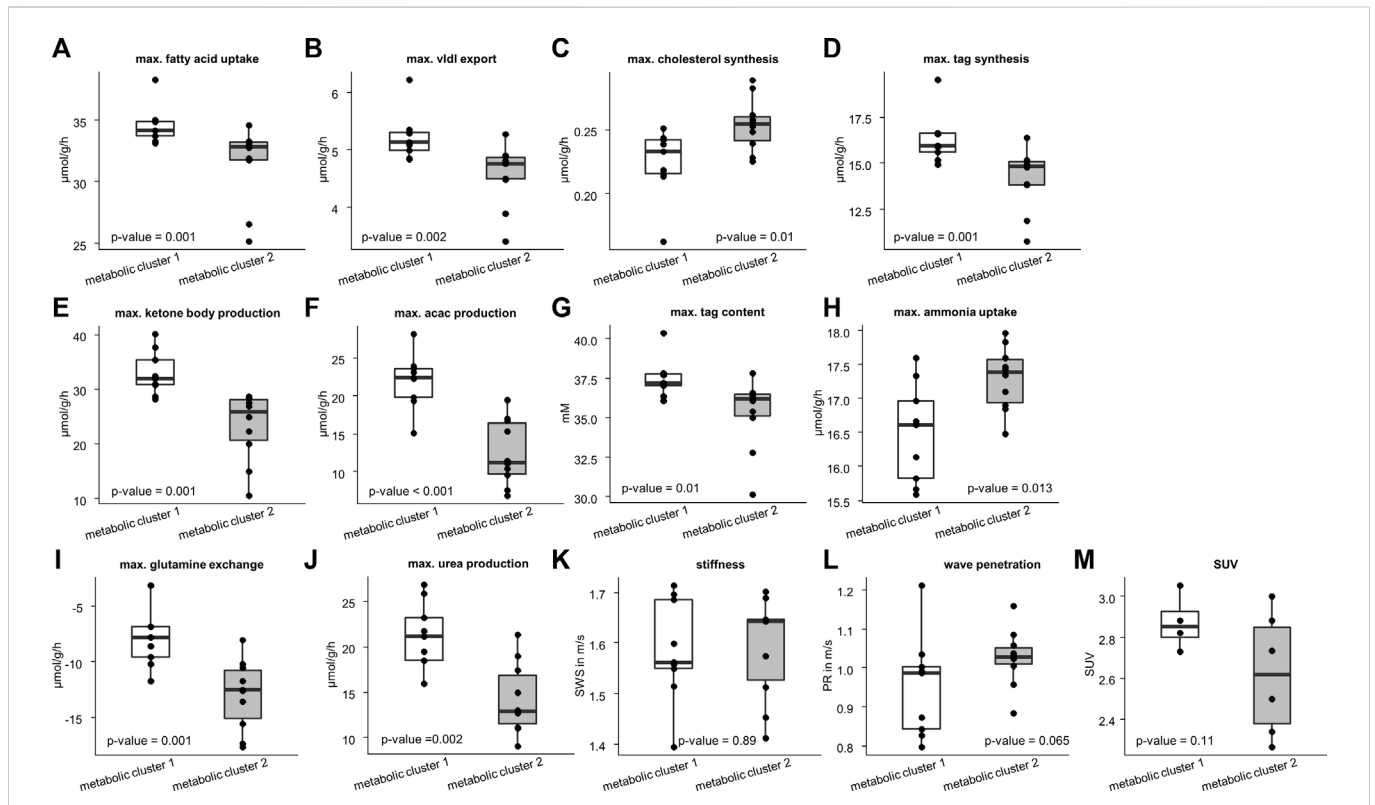 A
max. fatty acid uptake
µmol/g/h
35
35
30
25
p-value = 0.001
metabolic cluster 1
metabolic cluster 2
B
max. vldl export
µmol/g/h
6
5
4
p-value = 0.002
metabolic cluster 1
metabolic cluster 2
C
max. cholesterol synthesis
µmol/g/h
0.25
0.20
p-value = 0.01
metabolic cluster 1
metabolic cluster 2
D
max. tag synthesis
µmol/g/h
17.5
15.0
12.5
p-value = 0.001
metabolic cluster 1
metabolic cluster 2
E
max. ketone body production
µmol/g/h
40
30
20
10
p-value = 0.001
metabolic cluster 1
metabolic cluster 2
F
max. acac production
µmol/g/h
25
20
15
10
p-value < 0.001
metabolic cluster 1
metabolic cluster 2
G
max. tag content
mM
40.0
37.5
35.0
32.5
30.0
p-value = 0.01
metabolic cluster 1
metabolic cluster 2
H
max. ammonia uptake
µmol/g/h
18.0
17.5
17.0
16.5
16.0
15.5
p-value = 0.013
metabolic cluster 1
metabolic cluster 2
I
max. glutamine exchange
µmol/g/h
-5
-10
-15
p-value = 0.001
metabolic cluster 1
metabolic cluster 2
J
max. urea production
µmol/g/h
25
20
15
10
p-value =0.002
metabolic cluster 1
metabolic cluster 2
K
stiffness
SWS in m/s
1.7
1.6
1.5
1.4
p-value = 0.89
metabolic cluster 1
metabolic cluster 2
L
wave penetration
PR in m/s
1.2
1.1
1.0
0.9
0.8
p-value = 0.065
metabolic cluster 1
metabolic cluster 2
M
SUV
SUV
3.0
2.8
2.6
2.4
p-value = 0.11
metabolic cluster 1
metabolic cluster 2